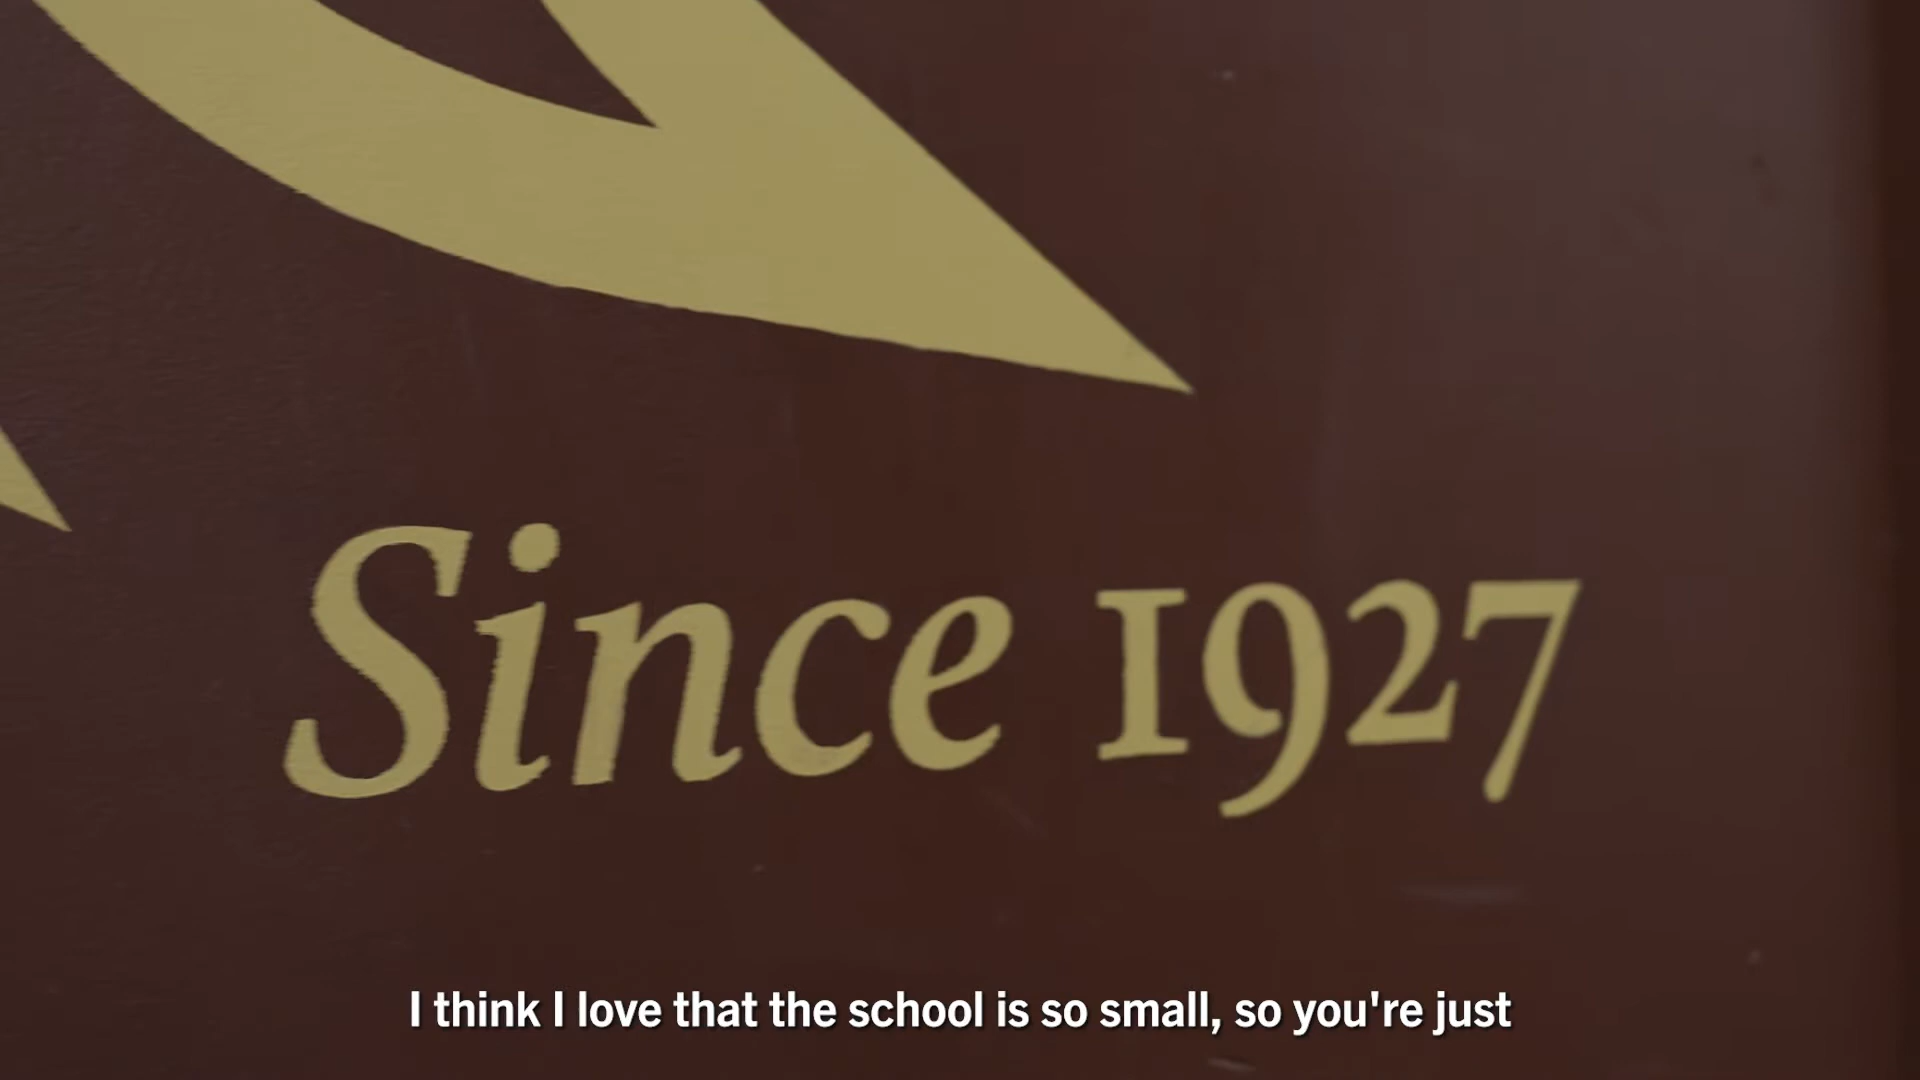 Since 1927
I think I love that the school is so small, so you're just